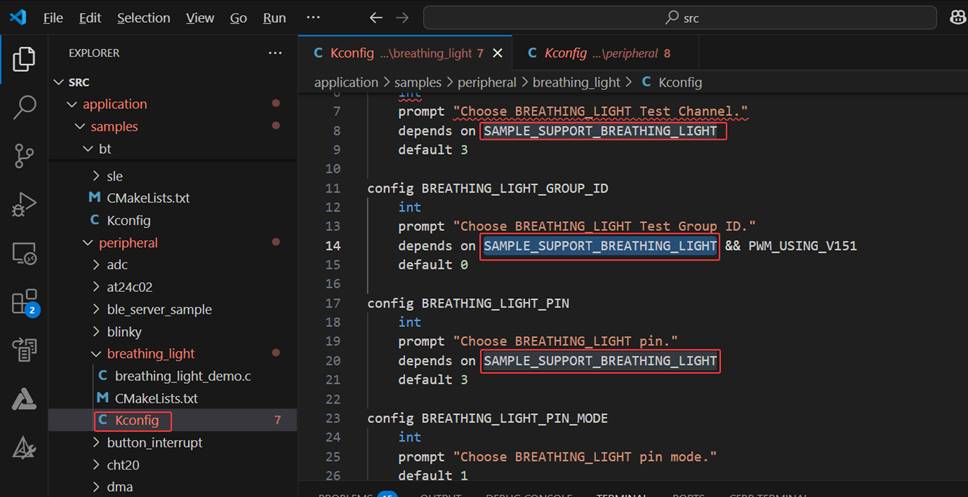 File Edit Selection View Go Run ··· src
EXPLORER ···
SRC
application
samples
bt
sle
M CMakeLists.txt
C Kconfig
peripheral
adc
at24c02
ble_server_sample
blinky
breathing_light
C breathing_light_demo.c
M CMakeLists.txt
C Kconfig 7
button_interrupt
cht20
dma
2
C Kconfig ...\breathing_light 7 × C Kconfig ...\peripheral 8
application > samples > peripheral > breathing_light > C Kconfig
6 int
7 prompt "Choose BREATHING_LIGHT Test Channel."
8 depends on SAMPLE_SUPPORT_BREATHING_LIGHT
9 default 3
10
11 config BREATHING_LIGHT_GROUP_ID
12 int
13 prompt "Choose BREATHING_LIGHT Test Group ID."
14 depends on SAMPLE_SUPPORT_BREATHING_LIGHT && PWM_USING_V151
15 default 0
16
17 config BREATHING_LIGHT_PIN
18 int
19 prompt "Choose BREATHING_LIGHT pin."
20 depends on SAMPLE_SUPPORT_BREATHING_LIGHT
21 default 3
22
23 config BREATHING_LIGHT_PIN_MODE
24 int
25 prompt "Choose BREATHING_LIGHT pin mode."
26 default 1
PROBLEMS OUTPUT DEBUG CONSOLE TERMINAL PORTS